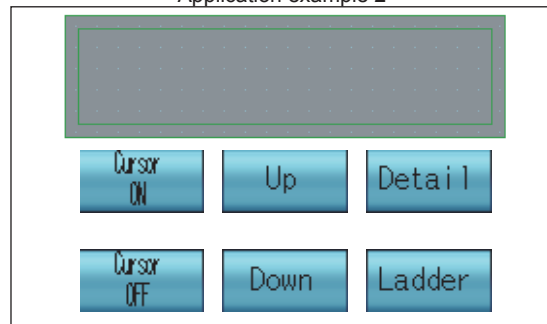 Application example 2
Cursor
ON
Up
Detail
Cursor
OFF
Down
Ladder